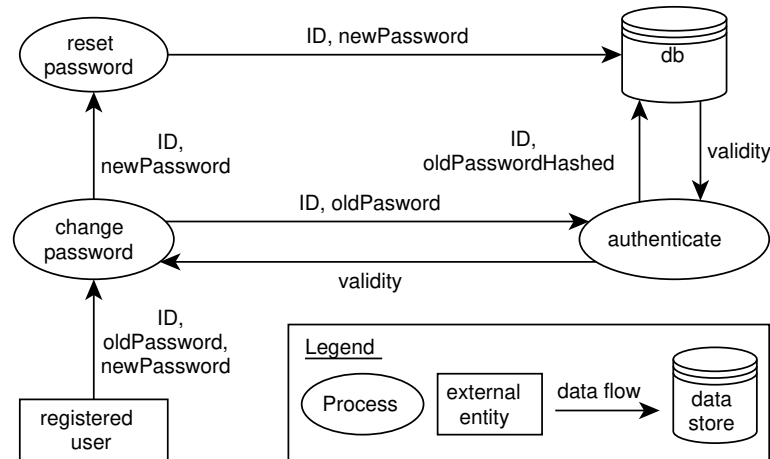 reset
password
ID, newPassword
db
ID,
newPassword
ID,
oldPasswordHashed
validity
change
password
ID, oldPasword
authenticate
validity
ID,
oldPassword,
newPassword
registered
user
Legend
Process
external
entity
data flow
data
store